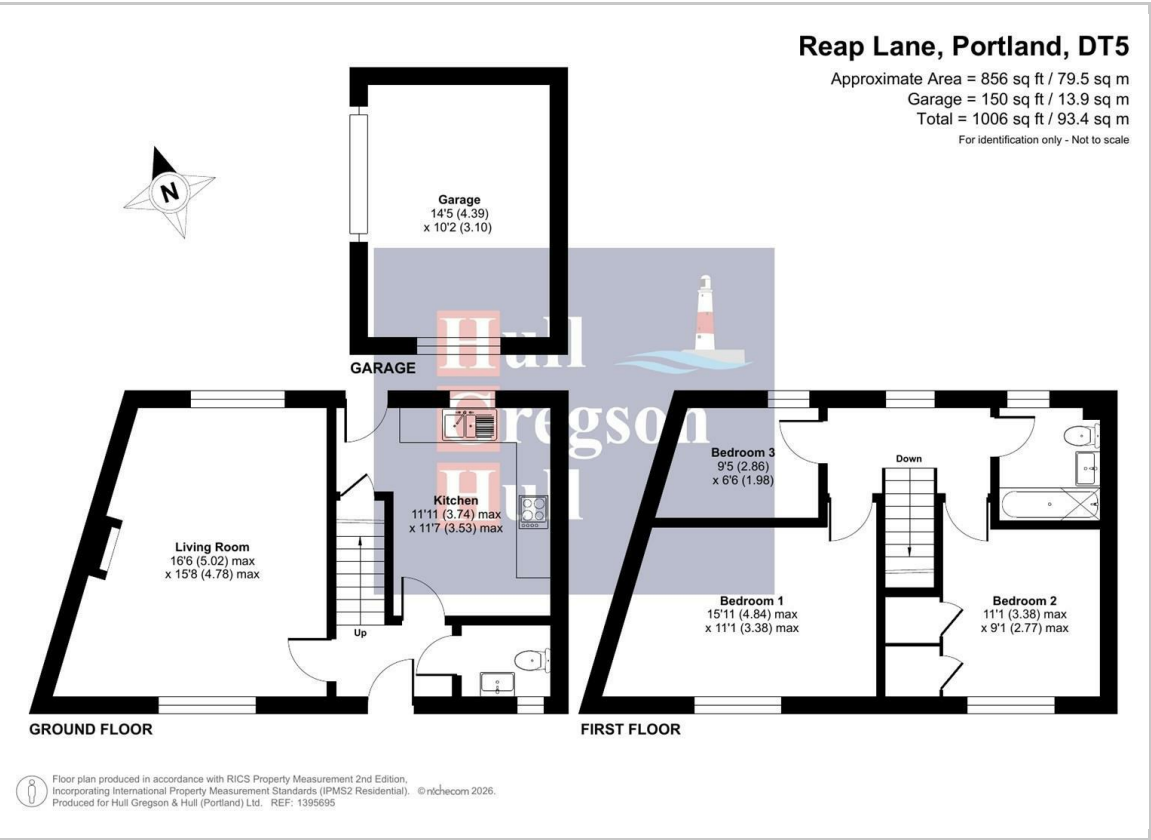 Reap Lane, Portland, DT5
Approximate Area = 856 sq ft / 79.5 sq m
Garage = 150 sq ft / 13.9 sq m
Total = 1006 sq ft / 93.4 sq m
For identification only - Not to scale
N
Garage
14'5 (4.39)
x 10'2 (3.10)
GARAGE
Hull
Gregson
Hull
Kitchen
11'11 (3.74) max
x 11'7 (3.53) max
Living Room
16'6 (5.02) max
x 15'8 (4.78) max
Up
GROUND FLOOR
Bedroom 3
9'5 (2.86)
x 6'6 (1.98)
Down
Bedroom 1
15'11 (4.84) max
x 11'1 (3.38) max
Bedroom 2
11'1 (3.38) max
x 9'1 (2.77) max
FIRST FLOOR
Floor plan produced in accordance with RICS Property Measurement 2nd Edition,
Incorporating International Property Measurement Standards (IPMS2 Residential). © nichecom 2026.
Produced for Hull Gregson & Hull (Portland) Ltd. REF: 1395695